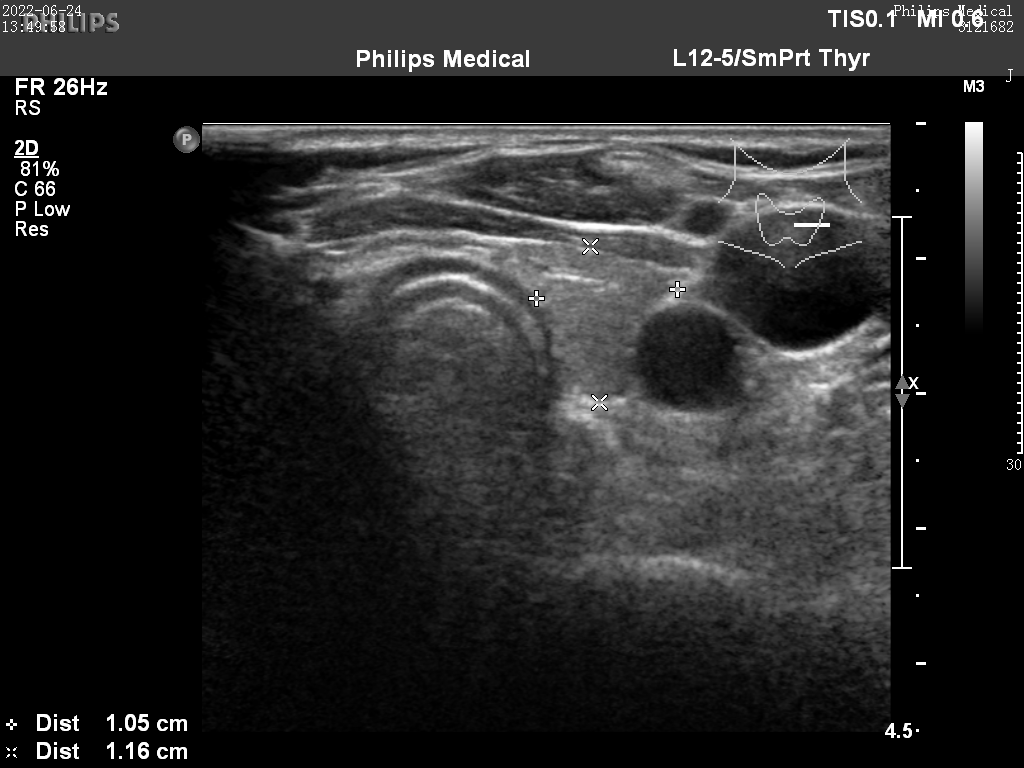 2022-06-24
13:49:58
PHILIPS
TIS0.1 MI 0.6
Philips Medical
Philips Medical
L12-5/SmPrt Thyr
J
FR 26Hz
RS
M3
P
2D
81%
C 66
P Low
Res
X
30
4.5
Dist 1.05 cm
Dist 1.16 cm